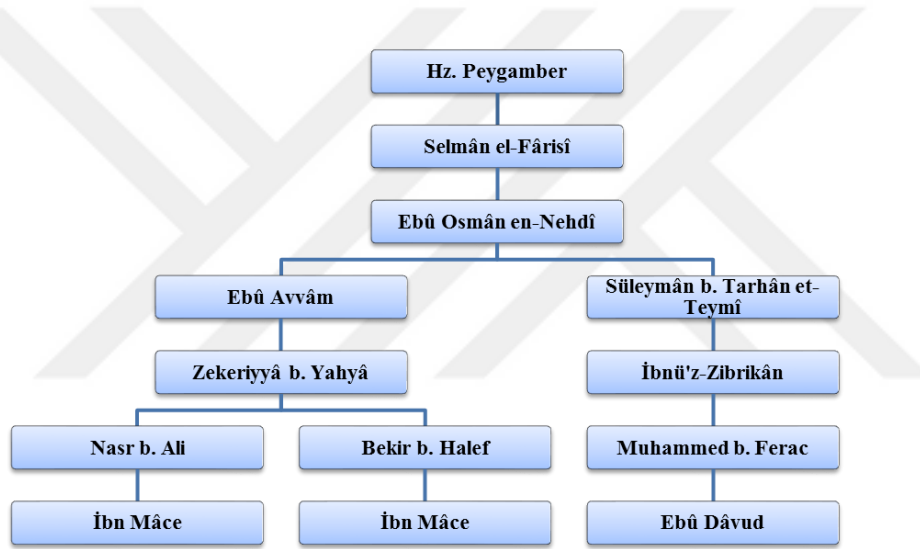 Hz. Peygamber
Selmân el-Fârisî
Ebû Osmân en-Nehdî
Ebû Avvâm
Süleymân b. Tarhân et-
Teymî
Zekeriyyâ b. Yahyâ
İbnü'z-Zibrikân
Nasr b. Ali
Bekir b. Halef
Muhammed b. Ferac
İbn Mâce
İbn Mâce
Ebû Dâvud